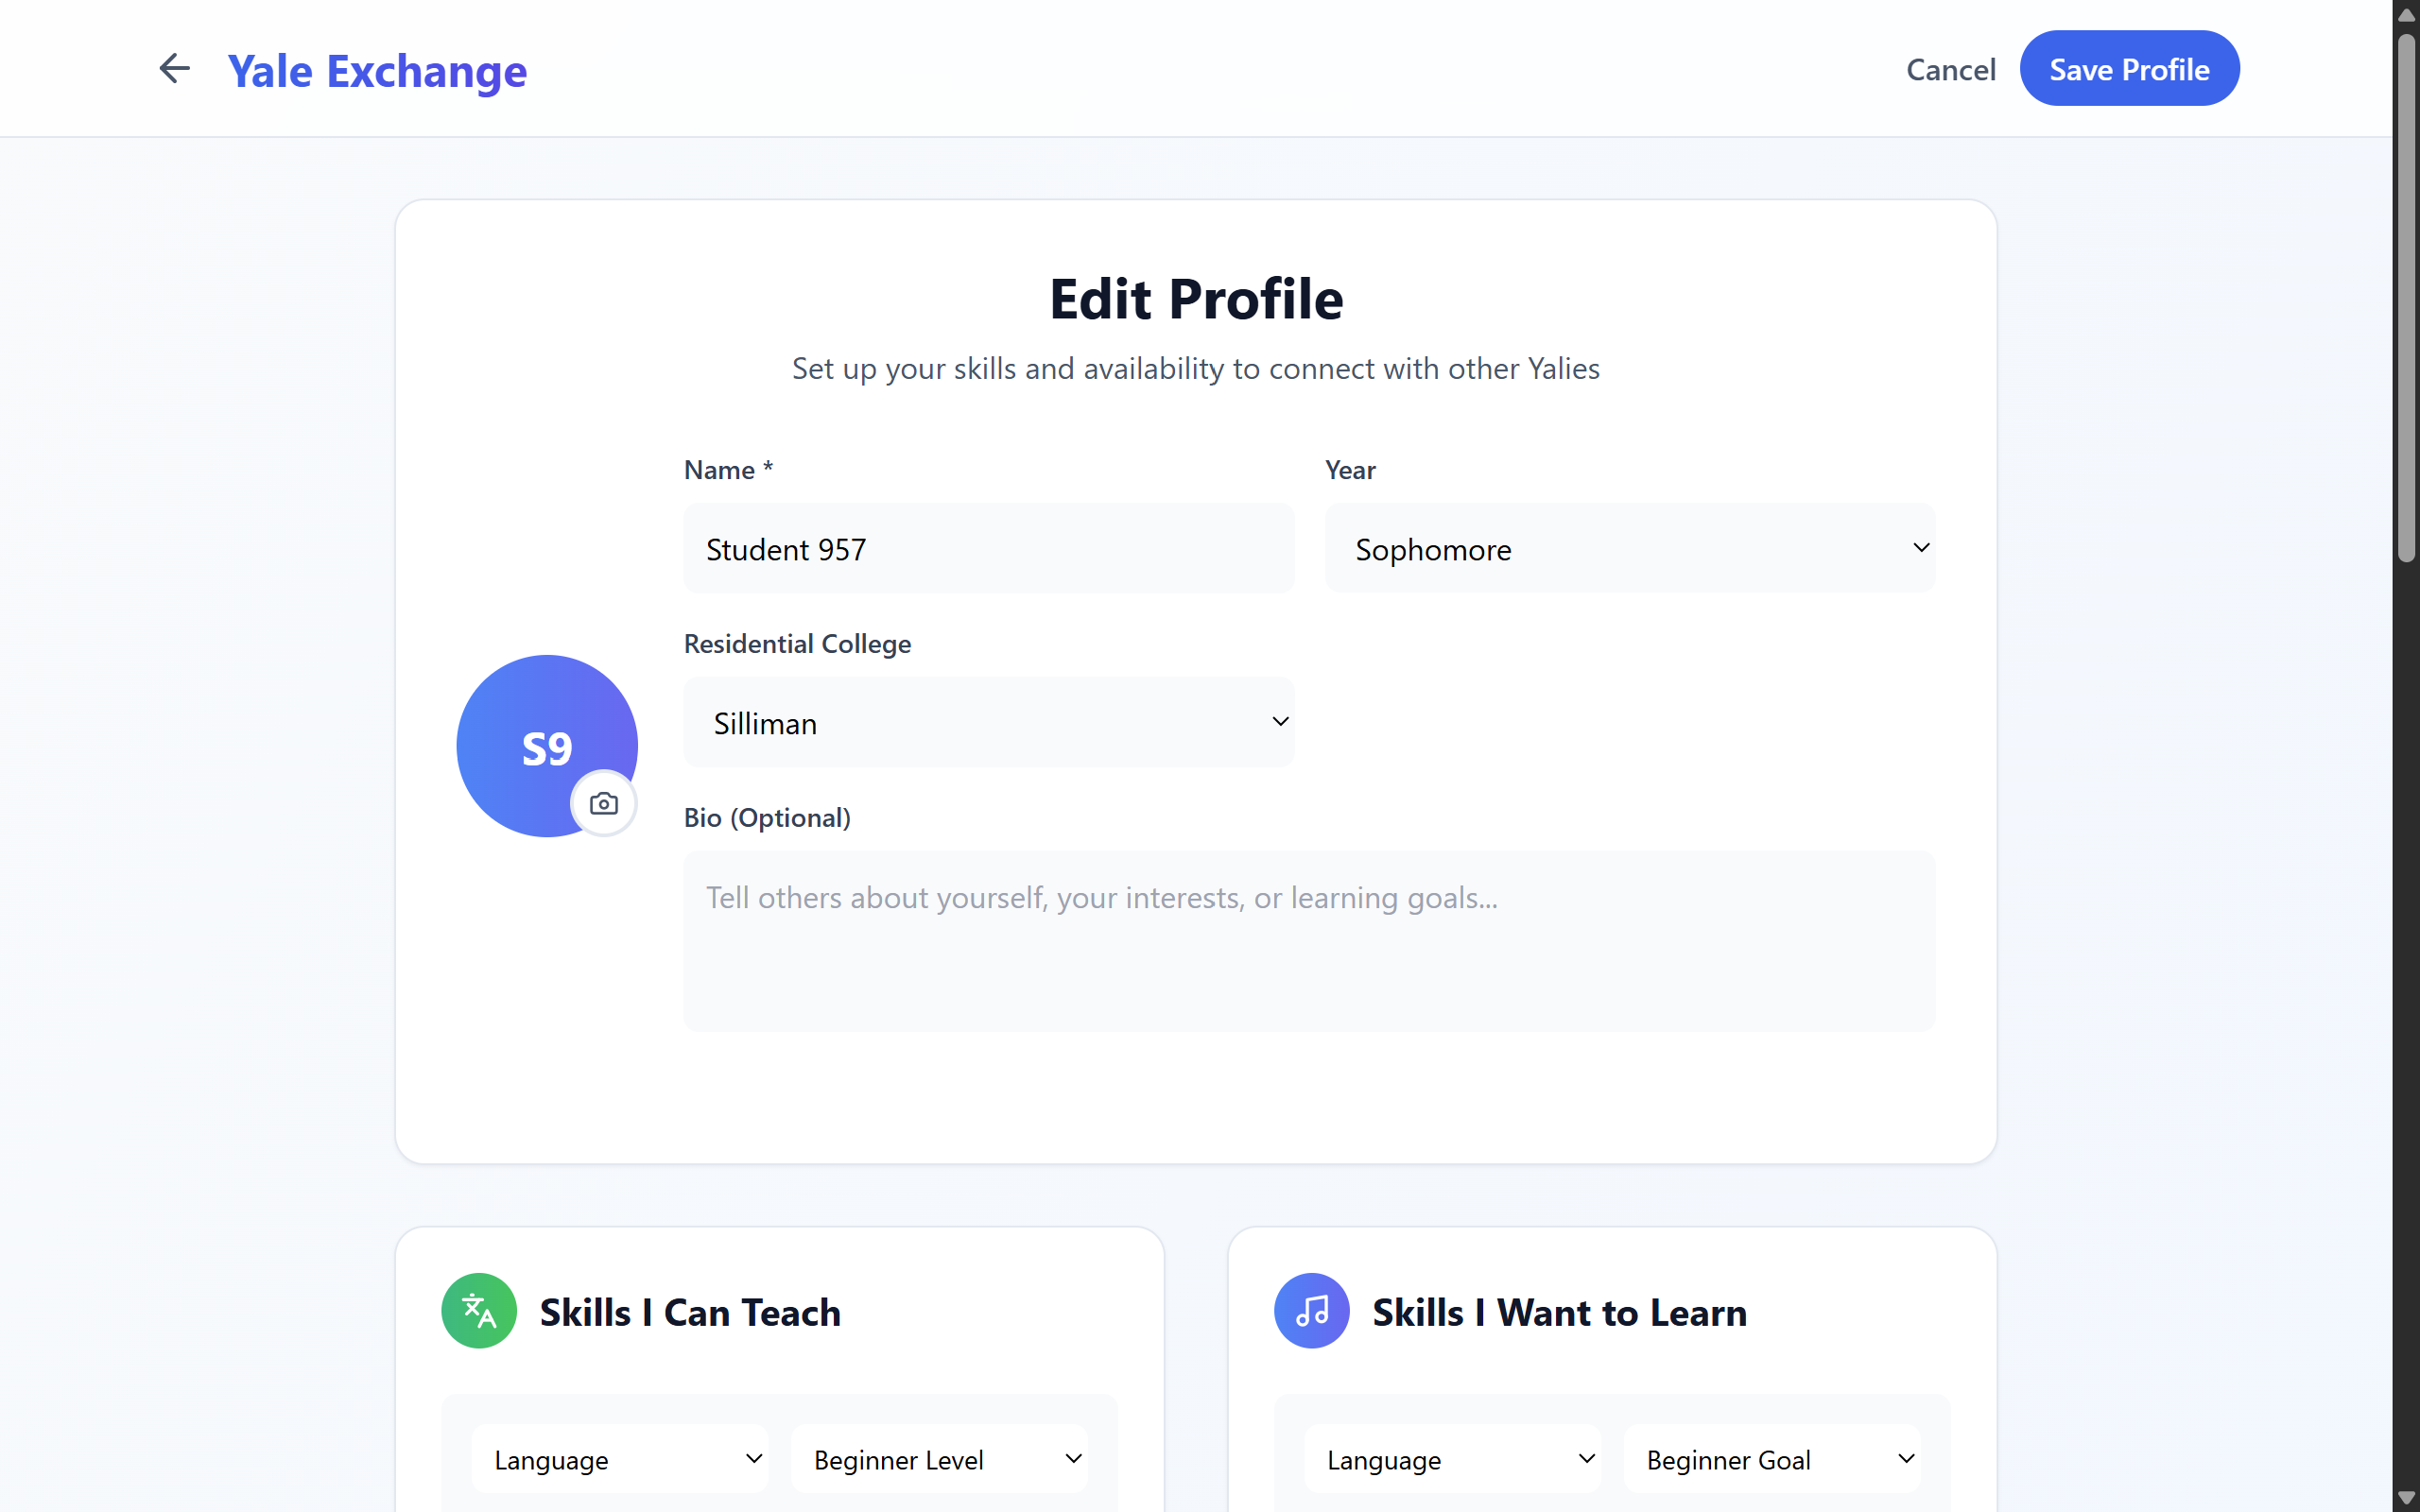 Yale Exchange
Cancel
Save Profile
Edit Profile
Set up your skills and availability to connect with other Yalies
Name *
Year
Student 957
Sophomore
Residential College
Silliman
S9
Bio (Optional)
Tell others about yourself, your interests, or learning goals...
Skills I Can Teach
Skills I Want to Learn
Language
Beginner Level
Language
Beginner Goal